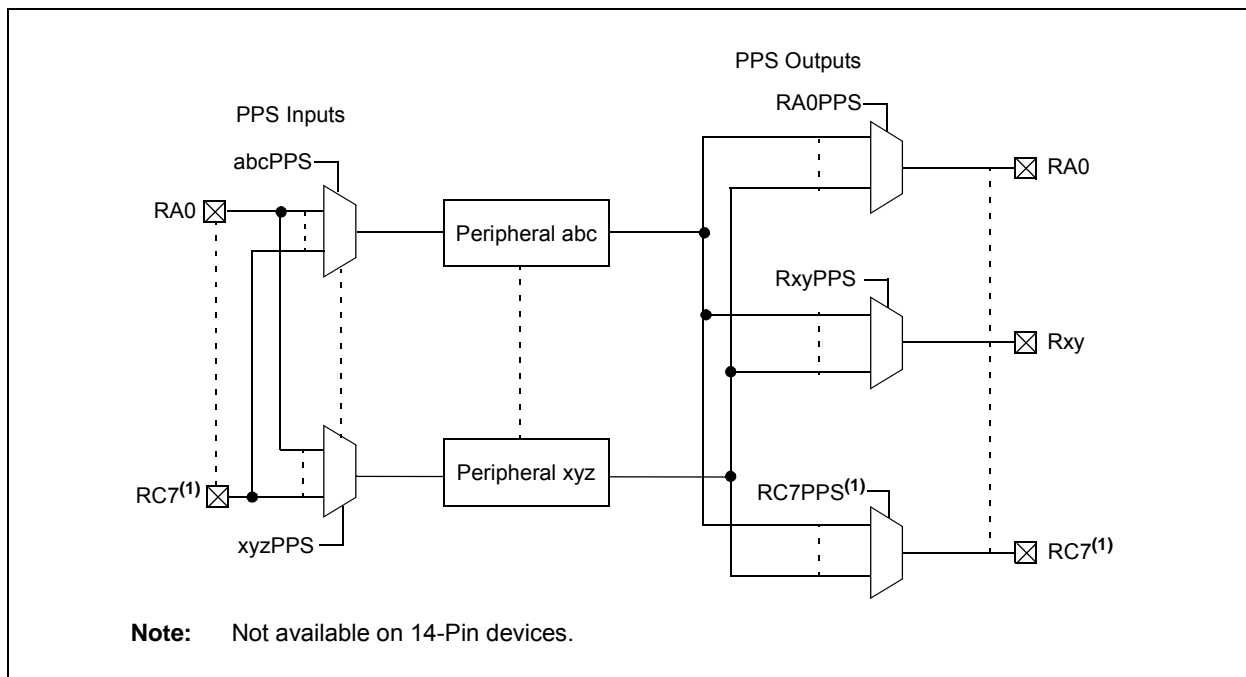 PPS Outputs
RA0PPS
PPS Inputs
abcPPS
RA0
RA0
Peripheral abc
RxyPPS
Rxy
Peripheral xyz
RC7(1)
RC7PPS(1)
xyzPPS
RC7(1)
Note: Not available on 14-Pin devices.